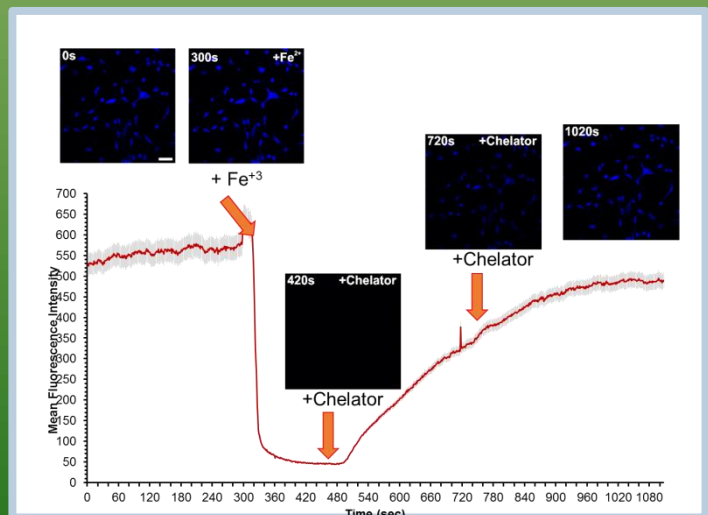 0s
300s +Fe²⁺
+ Fe⁺³
720s +Chelator
1020s
+Chelator
420s +Chelator
+Chelator
Mean Fluorescence Intensity
700
650
600
550
500
450
400
350
300
250
200
150
100
50
0
0 60 120 180 240 300 360 420 480 540 600 660 720 780 840 900 960 1020 1080
Time (sec)